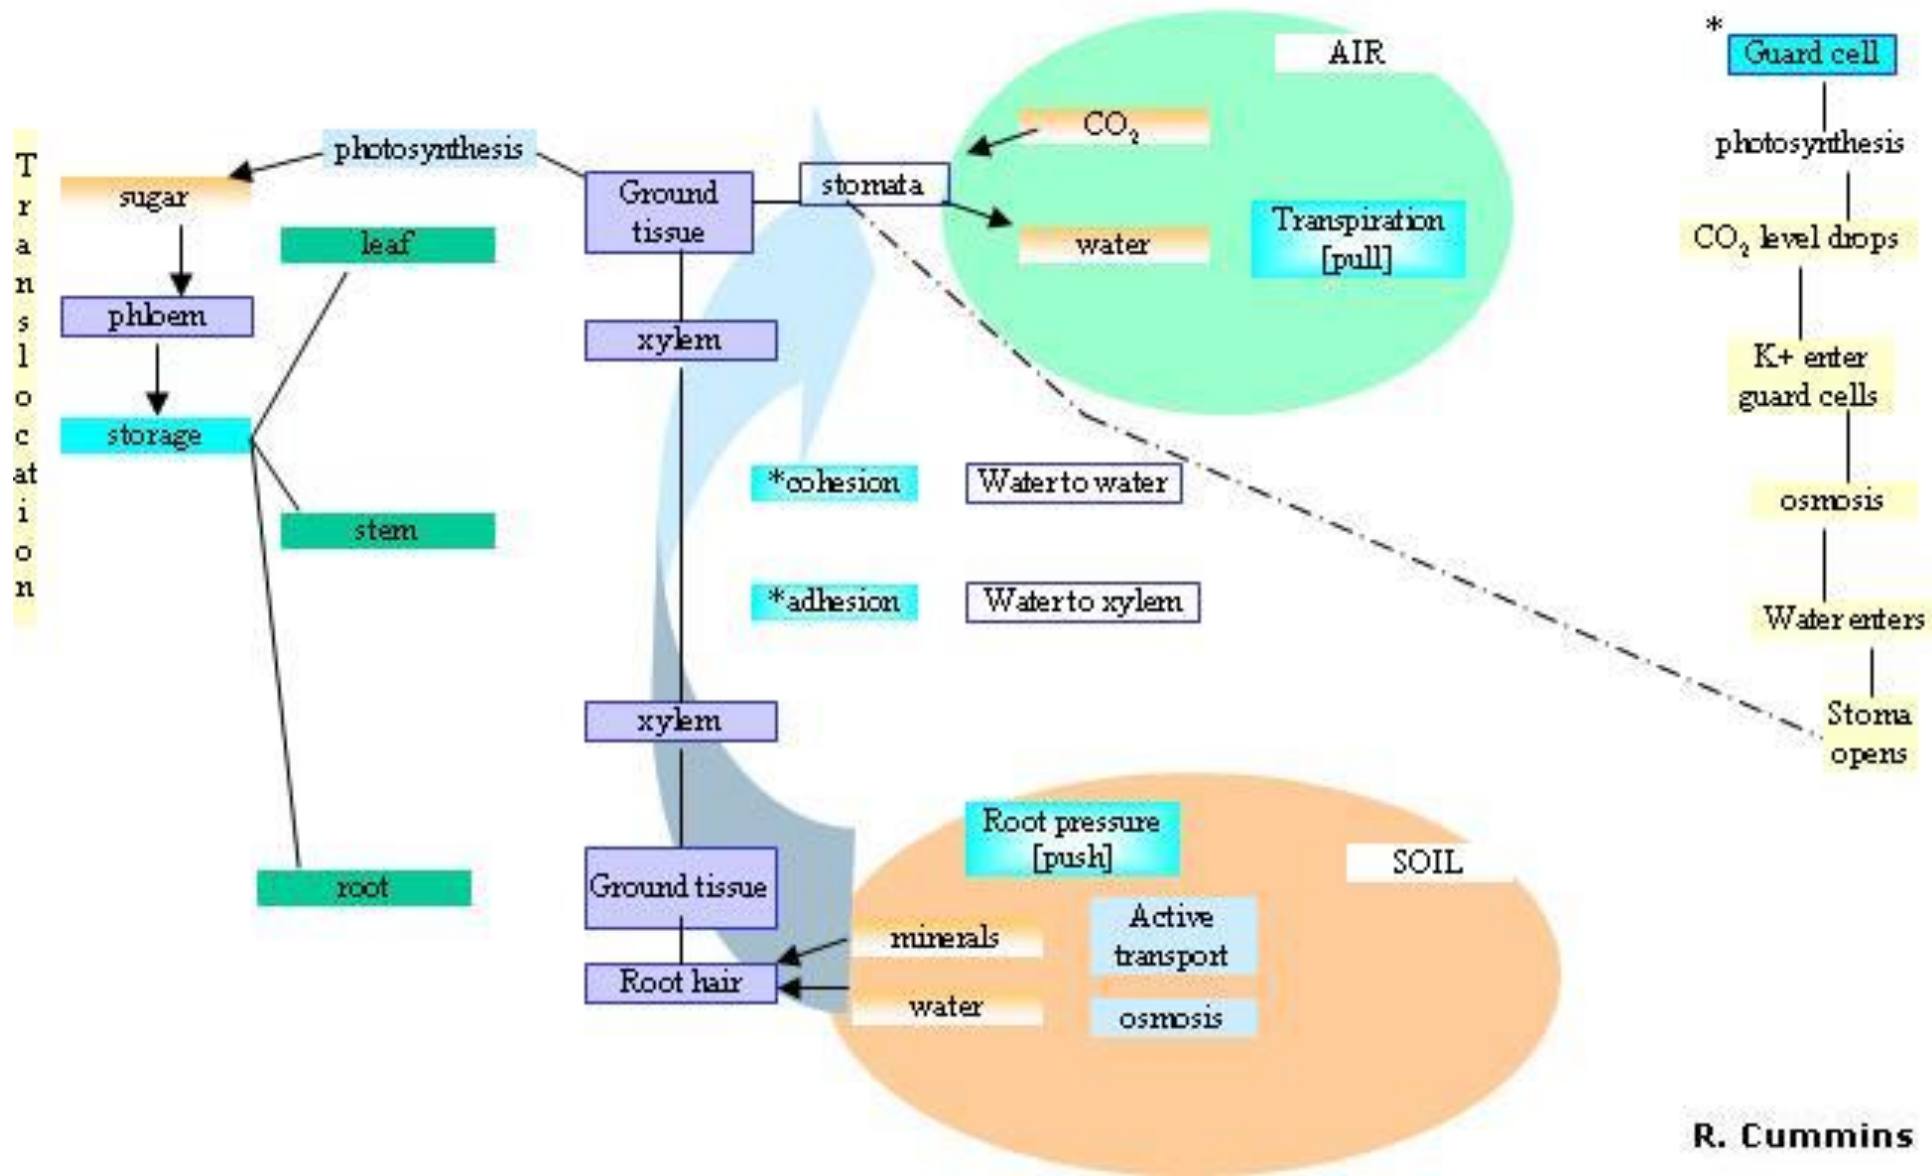 Translocation
sugar
phloem
storage
photosynthesis
leaf
stem
root
Ground
tissue
xylem
xylem
Ground tissue
Root hair
stomata
AIR
CO₂
water
Transpiration
[pull]
*cohesion
Water to water
*adhesion
Water to xylem
Root pressure
[push]
SOIL
minerals
Active
transport
water
osmosis
*
Guard cell
photosynthesis
CO₂ level drops
K+ enter
guard cells
osmosis
Water enters
Stoma
opens
R. Cummins